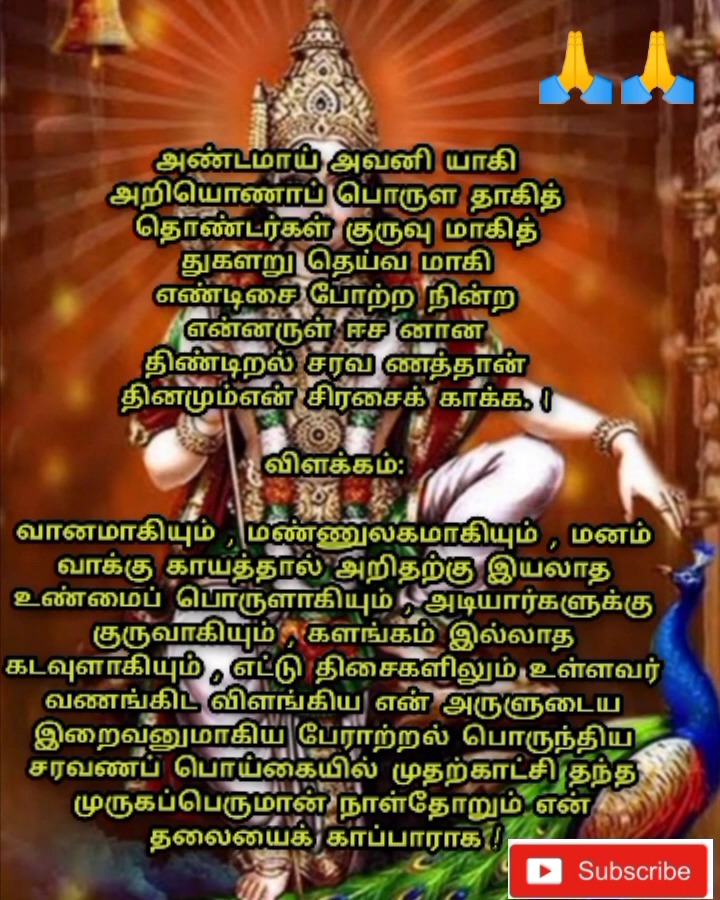 அண்டமாய் அவனி யாகி
அறியொணாப் பொருள தாகித்
தொண்டர்கள் குருவு மாகித்
துகளறு தெய்வ மாகி
எண்டிசை போற்ற நின்ற
என்னருள் ஈச னான
திண்டிறல் சரவ ணத்தான்
தினமும்என் சிரசைக் காக்க. |
விளக்கம்:
வானமாகியும் , மண்ணுலகமாகியும் , மனம்
வாக்கு காயத்தால் அறிதற்கு இயலாத
உண்மைப் பொருளாகியும் , அடியார்களுக்கு
குருவாகியும் , களங்கம் இல்லாத
கடவுளாகியும் , எட்டு திசைகளிலும் உள்ளவர்
வணங்கிட விளங்கிய என் அருளுடைய
இறைவனுமாகிய பேராற்றல் பொருந்திய
சரவணப் பொய்கையில் முதற்காட்சி தந்த
முருகப்பெருமான் நாள்தோறும் என்
தலையைக் காப்பாராக !
Subscribe